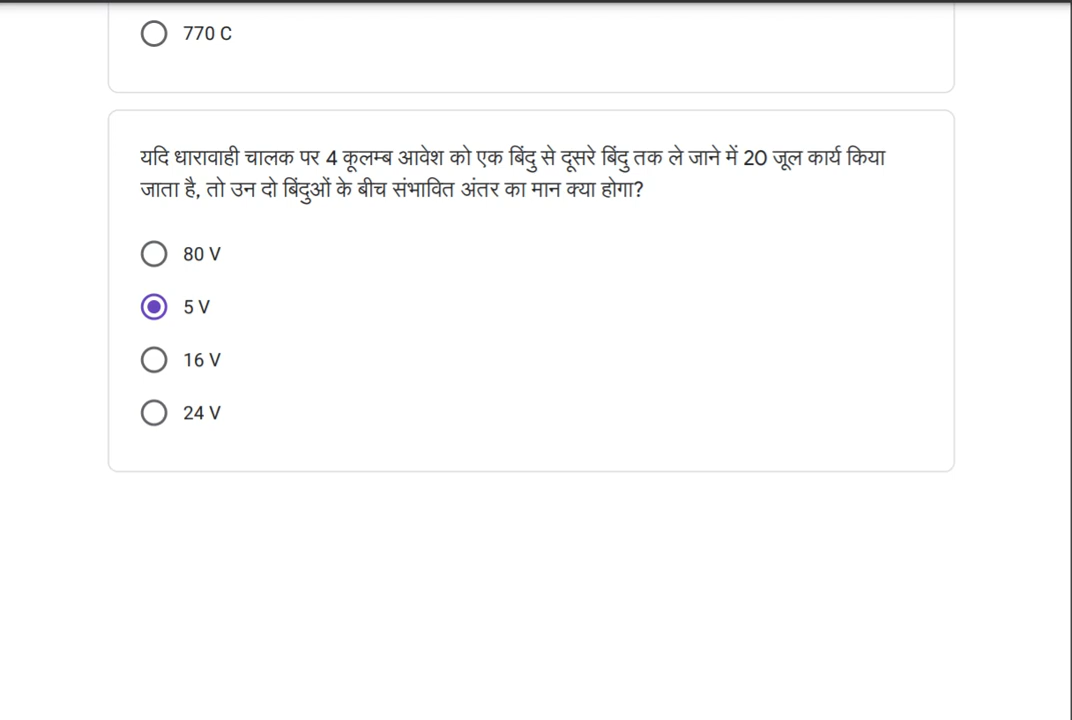 770 C
यदि धारावाही चालक पर 4 कूलम्ब आवेश को एक बिंदु से दूसरे बिंदु तक ले जाने में 20 जूल कार्य किया
जाता है, तो उन दो बिंदुओं के बीच संभावित अंतर का मान क्या होगा?
80 V
5 V
16 V
24 V